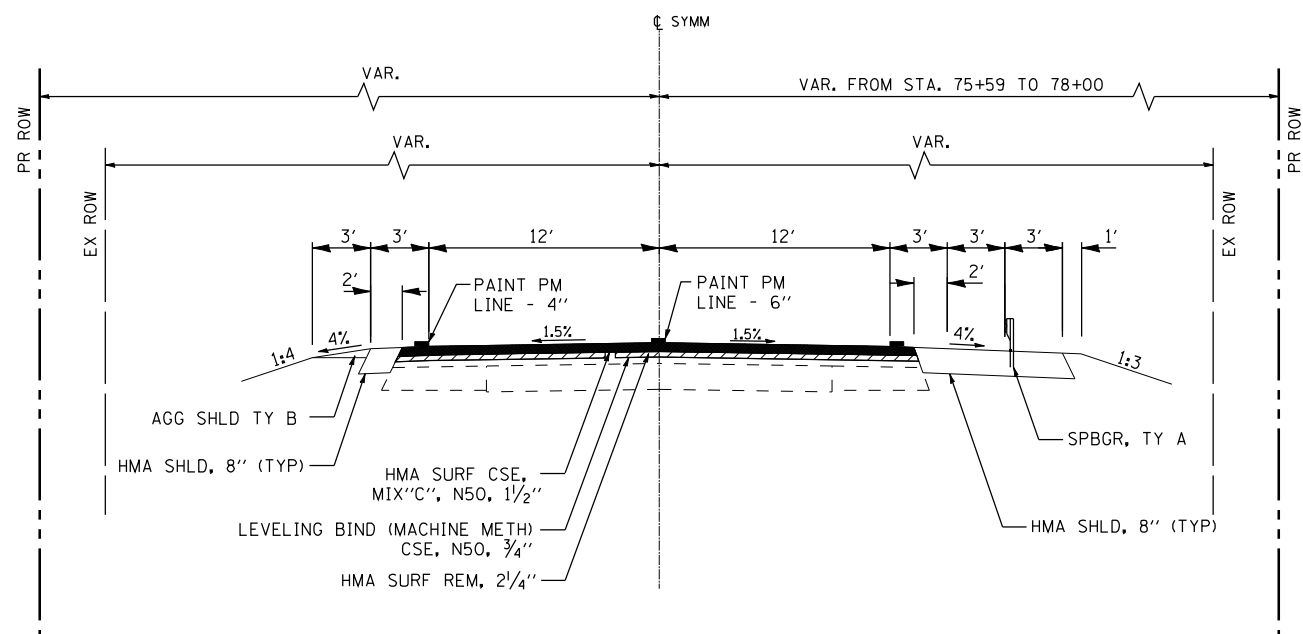 ℄ SYMM
VAR.
VAR. FROM STA. 75+59 TO 78+00
PR ROW
PR ROW
VAR.
VAR.
EX ROW
EX ROW
3'
3'
12'
12'
3'
3'
3'
1'
2'
2'
PAINT PM
LINE - 4''
PAINT PM
LINE - 6''
1:4
4%
1.5%
1.5%
4%
1:3
AGG SHLD TY B
HMA SHLD, 8'' (TYP)
HMA SURF CSE,
MIX''C'', N50, 1 1/2''
LEVELING BIND (MACHINE METH)
CSE, N50, 3/4''
HMA SURF REM, 2 1/4''
SPBGR, TY A
HMA SHLD, 8'' (TYP)